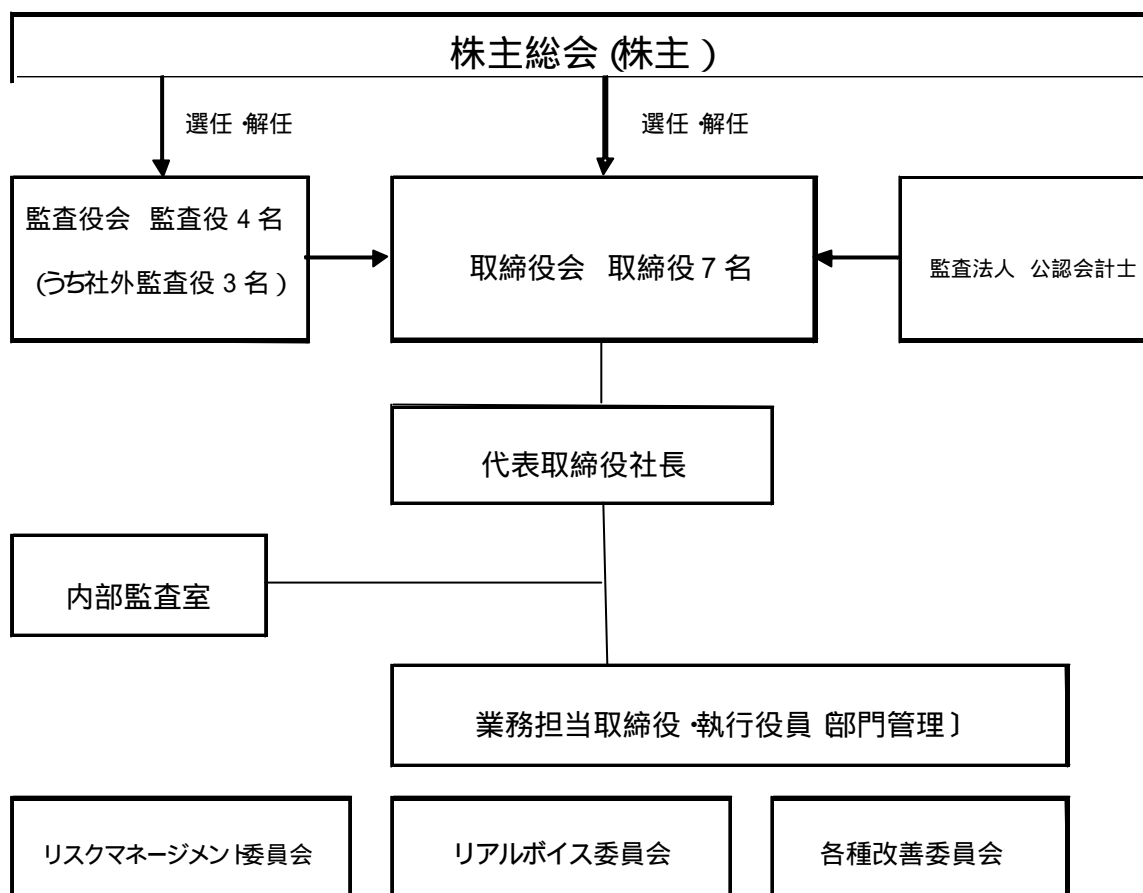 株主総会(株主)
選任・解任
選任・解任
監査役会 監査役4名
(うち社外監査役3名)
取締役会 取締役7名
監査法人 公認会計士
代表取締役社長
内部監査室
業務担当取締役・執行役員〔部門管理〕
リスクマネージメント委員会
リアルボイス委員会
各種改善委員会